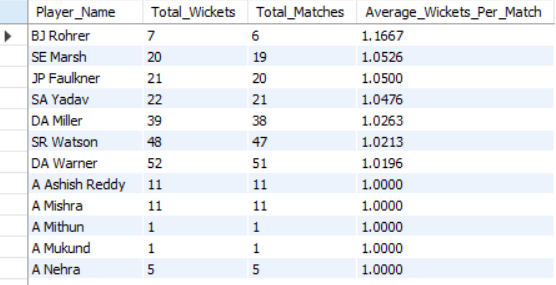 Player_Name Total_Wickets Total_Matches Average_Wickets_Per_Match
BJ Rohrer 7 6 1.1667
SE Marsh 20 19 1.0526
JP Faulkner 21 20 1.0500
SA Yadav 22 21 1.0476
DA Miller 39 38 1.0263
SR Watson 48 47 1.0213
DA Warner 52 51 1.0196
A Ashish Reddy 11 11 1.0000
A Mishra 11 11 1.0000
A Mithun 1 1 1.0000
A Mukund 1 1 1.0000
A Nehra 5 5 1.0000